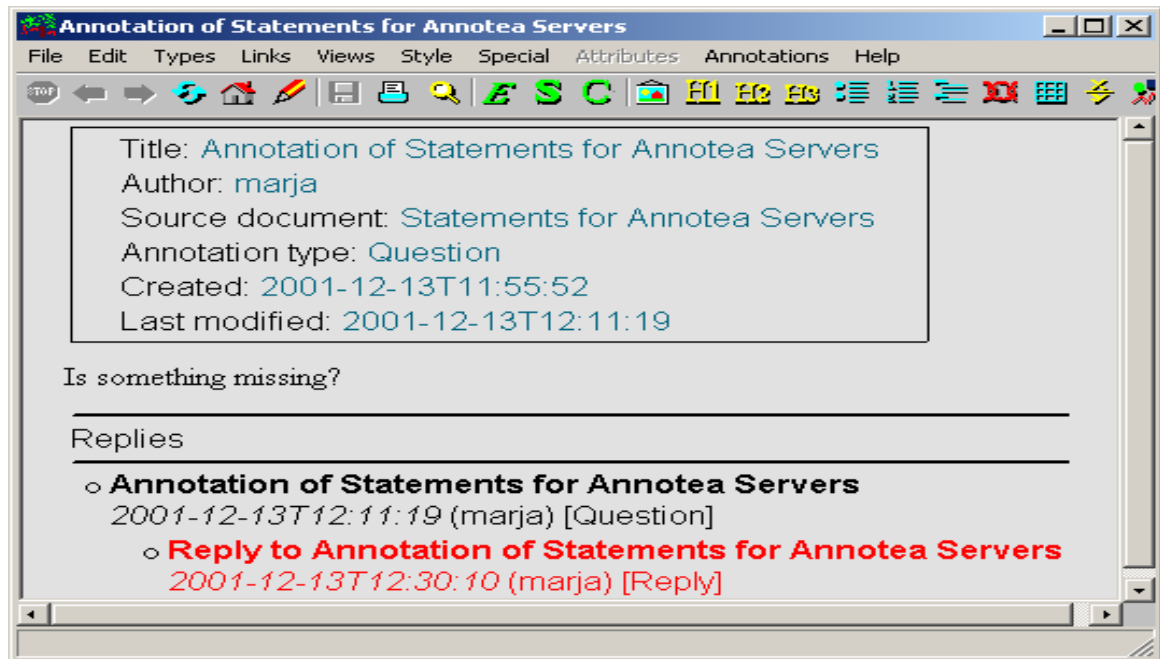 Annotation of Statements for Annotea Servers
File Edit Types Links Views Style Special Attributes Annotations Help
STOP E S C H1 H2 H3
Title: Annotation of Statements for Annotea Servers
Author: marja
Source document: Statements for Annotea Servers
Annotation type: Question
Created: 2001-12-13T11:55:52
Last modified: 2001-12-13T12:11:19
Is something missing?
Replies
Annotation of Statements for Annotea Servers
2001-12-13T12:11:19 (marja) [Question]
Reply to Annotation of Statements for Annotea Servers
2001-12-13T12:30:10 (marja) [Reply]